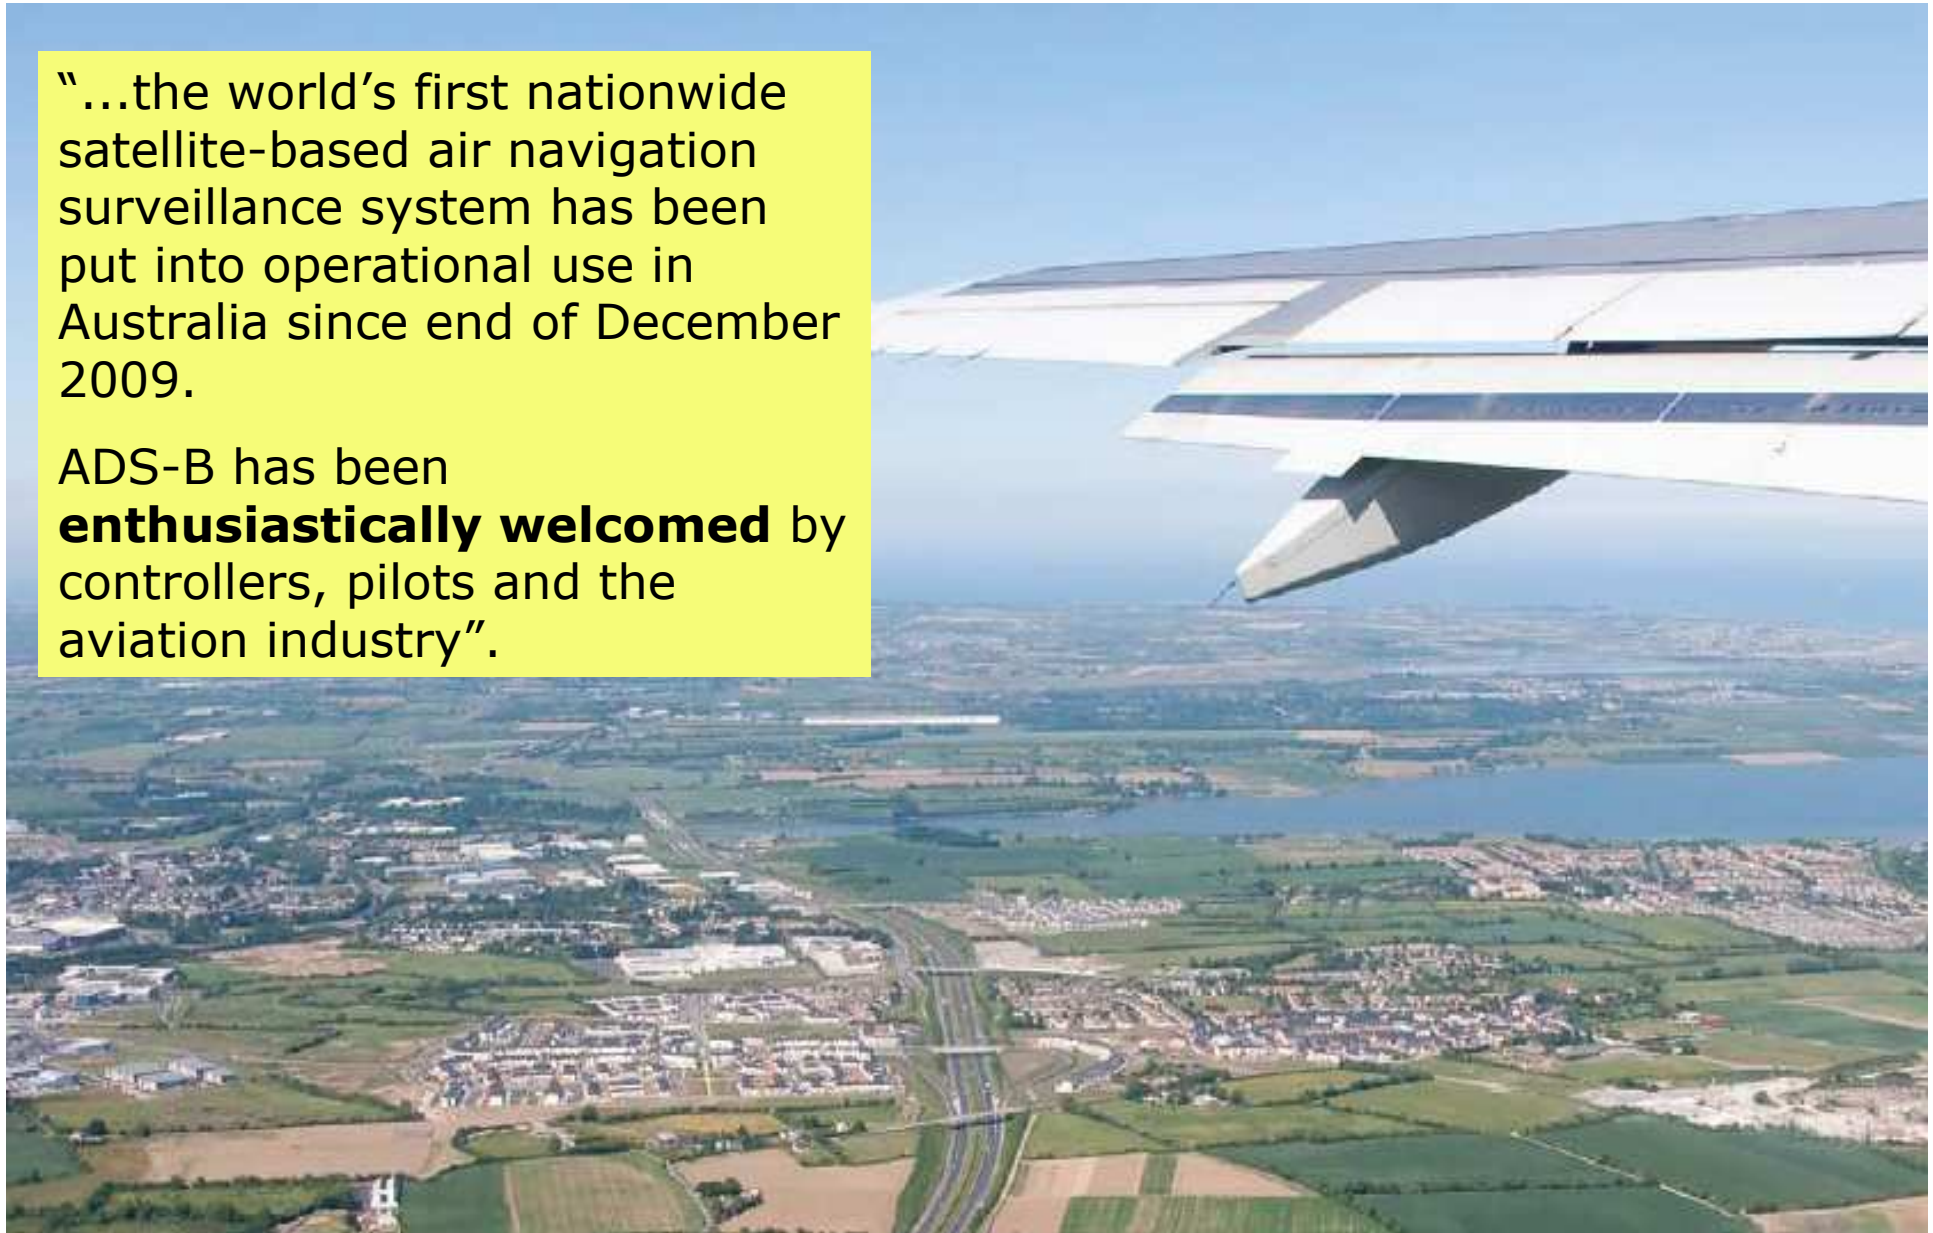 “...the world’s first nationwide
satellite-based air navigation
surveillance system has been
put into operational use in
Australia since end of December
2009.
ADS-B has been
enthusiastically welcomed by
controllers, pilots and the
aviation industry”.